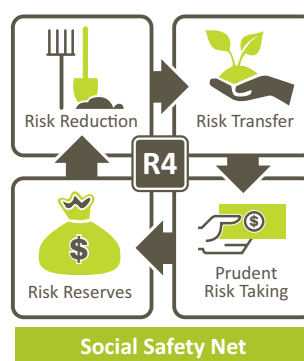 Risk Reduction
Risk Transfer
R4
$
$
Risk Reserves
Prudent
Risk Taking
Social Safety Net